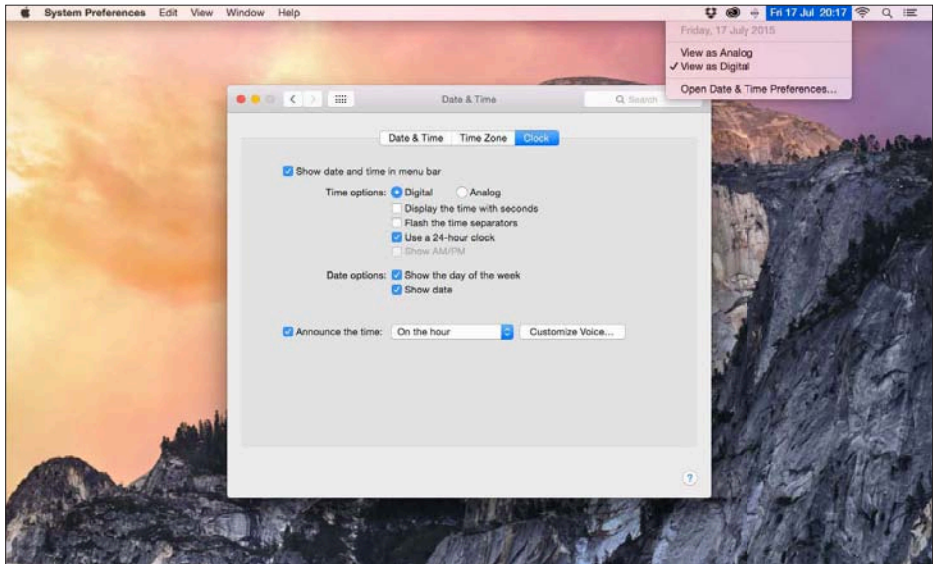 System Preferences Edit View Window Help Fri 17 Jul 20:17
Friday, 17 July 2015
View as Analog
✓ View as Digital
Open Date & Time Preferences...
Date & Time Search
Date & Time Time Zone Clock
Show date and time in menu bar
Time options: Digital Analog
Display the time with seconds
Flash the time separators
Use a 24-hour clock
Show AM/PM
Date options: Show the day of the week
Show date
Announce the time: On the hour Customize Voice...
?